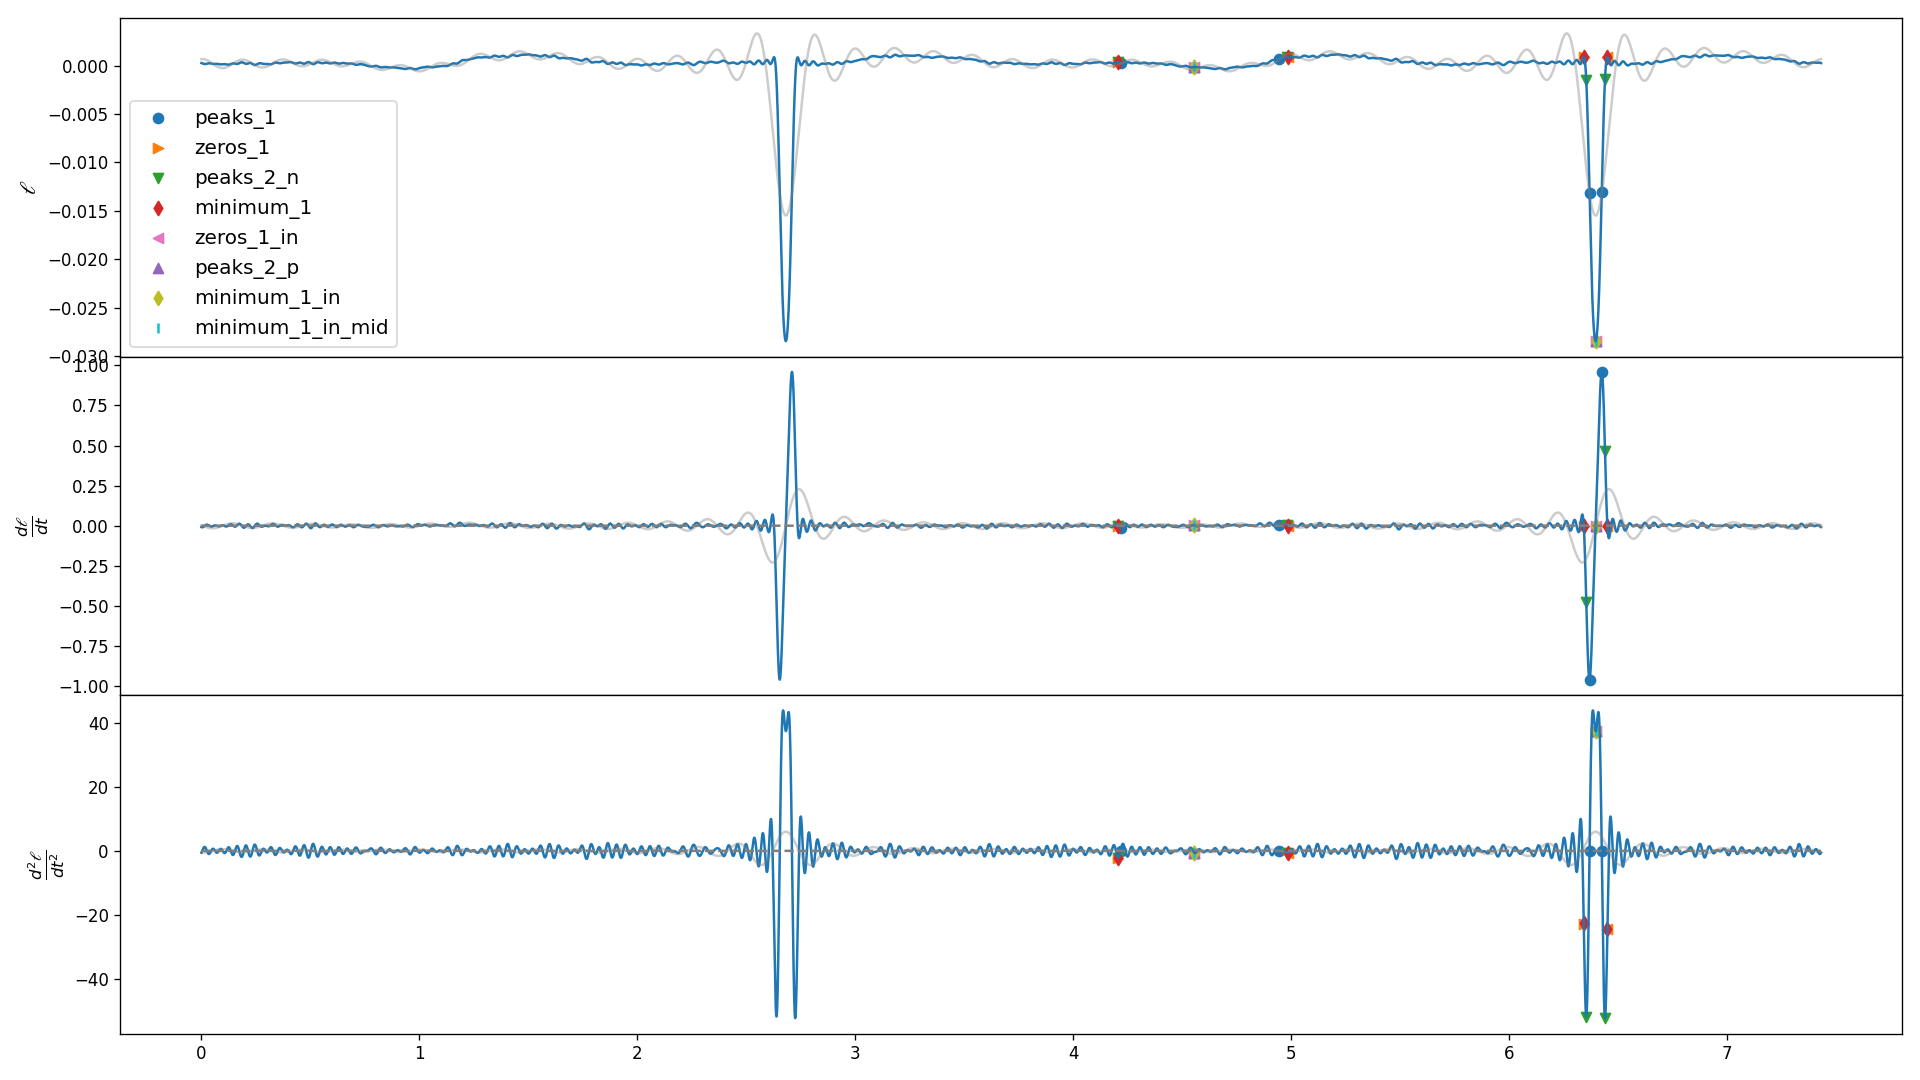 0.000
−0.005
−0.010
−0.015
−0.020
−0.025
−0.030
ℓ
peaks_1
zeros_1
peaks_2_n
minimum_1
zeros_1_in
peaks_2_p
minimum_1_in
minimum_1_in_mid
1.00
0.75
0.50
0.25
0.00
−0.25
−0.50
−0.75
−1.00
dℓ
dt
40
20
0
−20
−40
d²ℓ
dt²
0 1 2 3 4 5 6 7